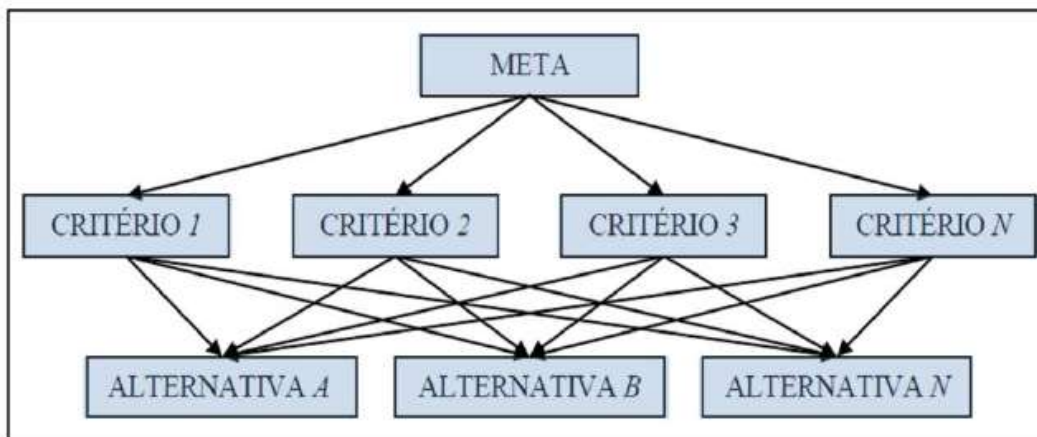 META
CRITÉRIO 1
CRITÉRIO 2
CRITÉRIO 3
CRITÉRIO N
ALTERNATIVA A
ALTERNATIVA B
ALTERNATIVA N